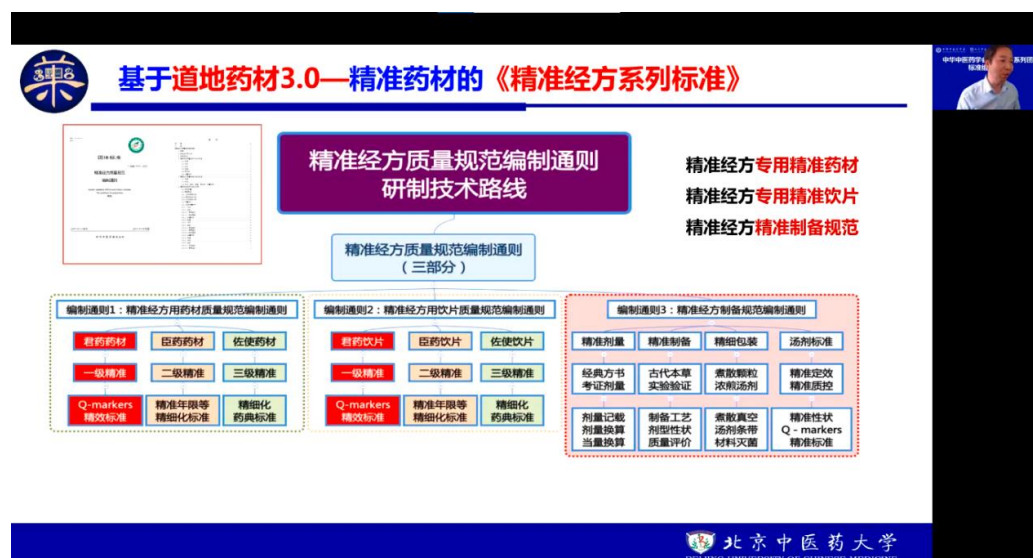 基于道地药材3.0—精准药材的《精准经方系列标准》
精准经方质量规范编制通则
研制技术路线
精准经方专用精准药材
精准经方专用精准饮片
精准经方精准制备规范
精准经方质量规范编制通则
（三部分）
编制通则1：精准经方用药材质量规范编制通则
君药药材
臣药药材
佐使药材
一级精准
二级精准
三级精准
Q-markers
精效标准
精准年限等
精细化标准
精细化
药典标准
编制通则2：精准经方用饮片质量规范编制通则
君药饮片
臣药饮片
佐使饮片
一级精准
二级精准
三级精准
Q-markers
精效标准
精准年限等
精细化标准
精细化
药典标准
编制通则3：精准经方制备规范编制通则
精准剂量
精准制备
精细包装
汤剂标准
经典方书
考证剂量
古代本草
实验验证
煮散颗粒
浓煎汤剂
精准定效
精准质控
剂量记载
剂量换算
当量换算
制备工艺
剂型性状
质量评价
煮散真空
汤剂条带
材料灭菌
精准性状
Q - markers
精准标准
北京中医药大学